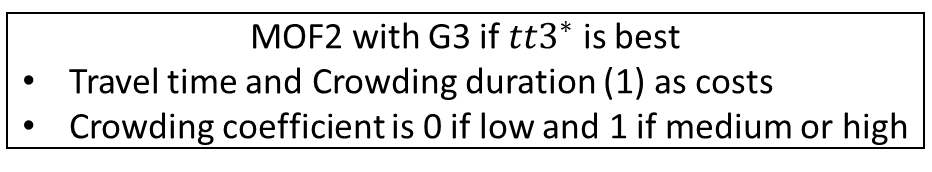 MOF2 with G3 if 𝑡𝑡3* is best
• Travel time and Crowding duration (1) as costs
• Crowding coefficient is 0 if low and 1 if medium or high